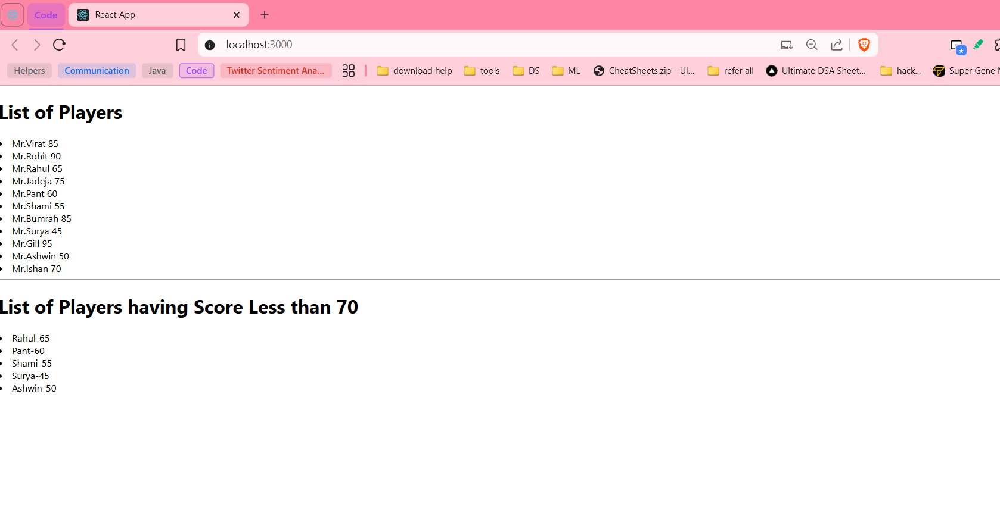 Code React App
localhost:3000
Helpers Communication Java Code Twitter Sentiment Ana... download help tools DS ML CheatSheets.zip - Ul... refer all Ultimate DSA Sheet... hack... Super Gene
List of Players
Mr.Virat 85
Mr.Rohit 90
Mr.Rahul 65
Mr.Jadeja 75
Mr.Pant 60
Mr.Shami 55
Mr.Bumrah 85
Mr.Surya 45
Mr.Gill 95
Mr.Ashwin 50
Mr.Ishan 70
List of Players having Score Less than 70
Rahul-65
Pant-60
Shami-55
Surya-45
Ashwin-50